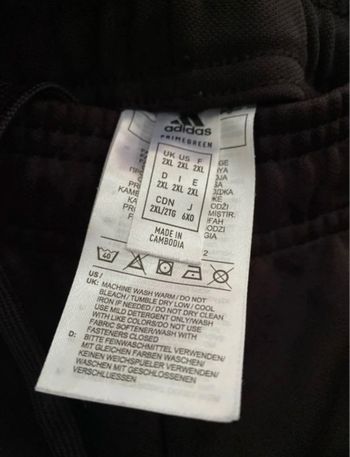 adidas
PRIMEGREEN
UK US F
2XL 2XL 2XL
D I E
2XL 2XL 2XL
CDN J
2XL/2TG 6XO
MADE IN
CAMBODIA
40
US /
UK: MACHINE WASH WARM / DO NOT
BLEACH / TUMBLE DRY LOW / COOL
IRON IF NEEDED / DO NOT DRY CLEAN
USE MILD DETERGENT ONLY/WASH
WITH LIKE COLORS/DO NOT USE
FABRIC SOFTENER/WASH WITH
FASTENERS CLOSED
D: BITTE FEINWASCHMITTEL VERWENDEN/
MIT GLEICHEN FARBEN WASCHEN/
KEINEN WEICHSPUELER VERWENDEN/
WASCHEN MIT GESCHLOSSENEN
VERSCHLUESSEN